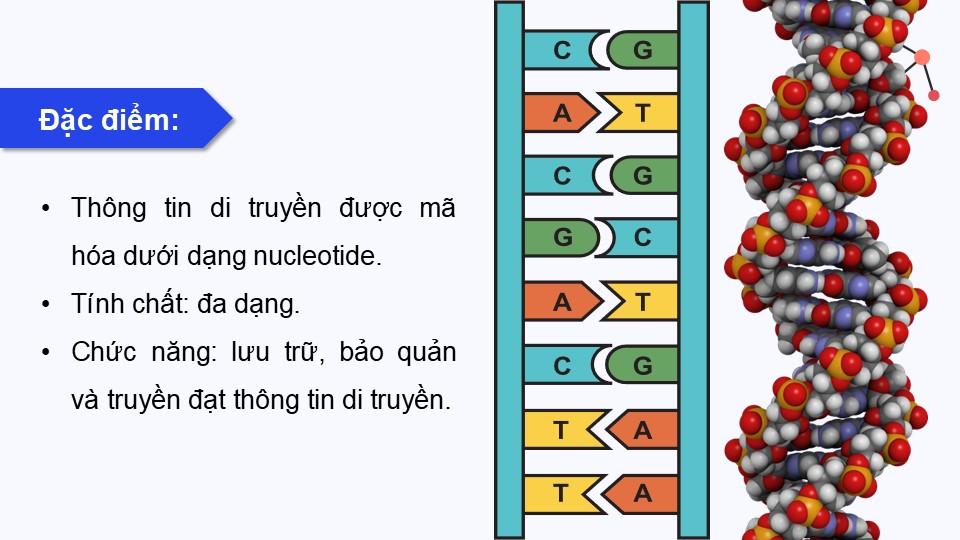 Đặc điểm:
• Thông tin di truyền được mã
hóa dưới dạng nucleotide.
• Tính chất: đa dạng.
• Chức năng: lưu trữ, bảo quản
và truyền đạt thông tin di truyền.
C G
A T
C G
G C
A T
C G
T A
T A